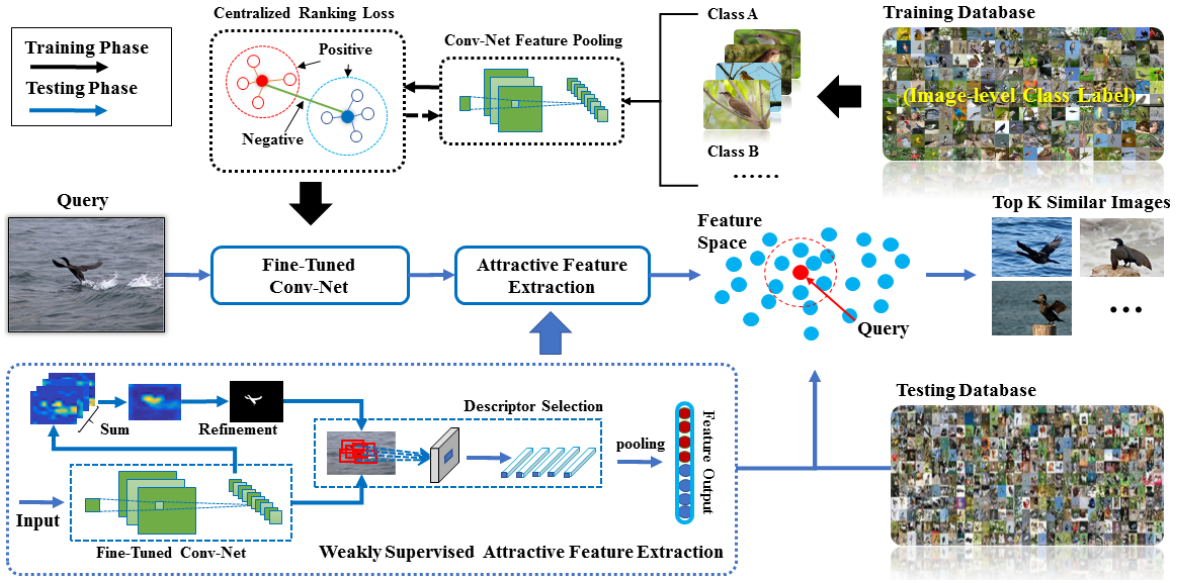 Training Phase
Testing Phase
Centralized Ranking Loss
Positive
Negative
Conv-Net Feature Pooling
Class A
Class B
……
Training Database
(Image-level Class Label)
Query
Fine-Tuned
Conv-Net
Attractive Feature
Extraction
Feature
Space
Query
Top K Similar Images
...
Sum
Refinement
Descriptor Selection
pooling
Feature Output
Input
Fine-Tuned Conv-Net
Weakly Supervised Attractive Feature Extraction
Testing Database